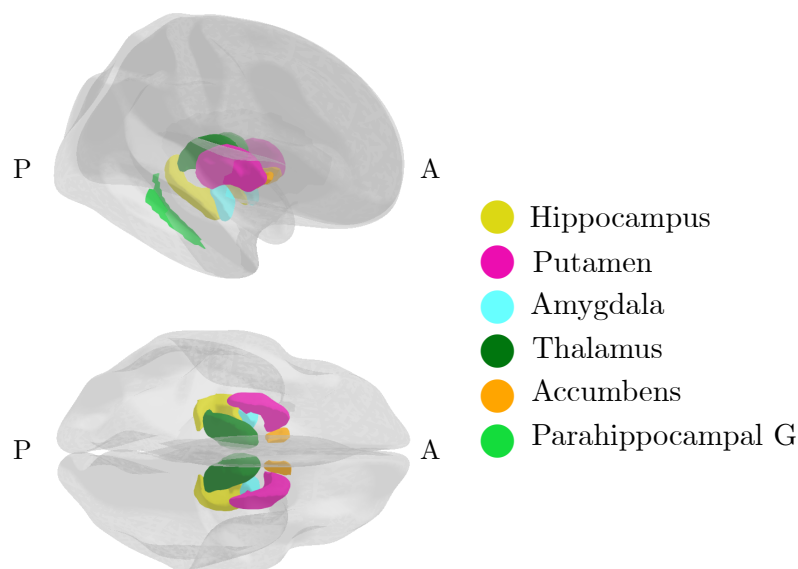 P
A
Hippocampus
Putamen
Amygdala
Thalamus
Accumbens
Parahippocampal G
P
A